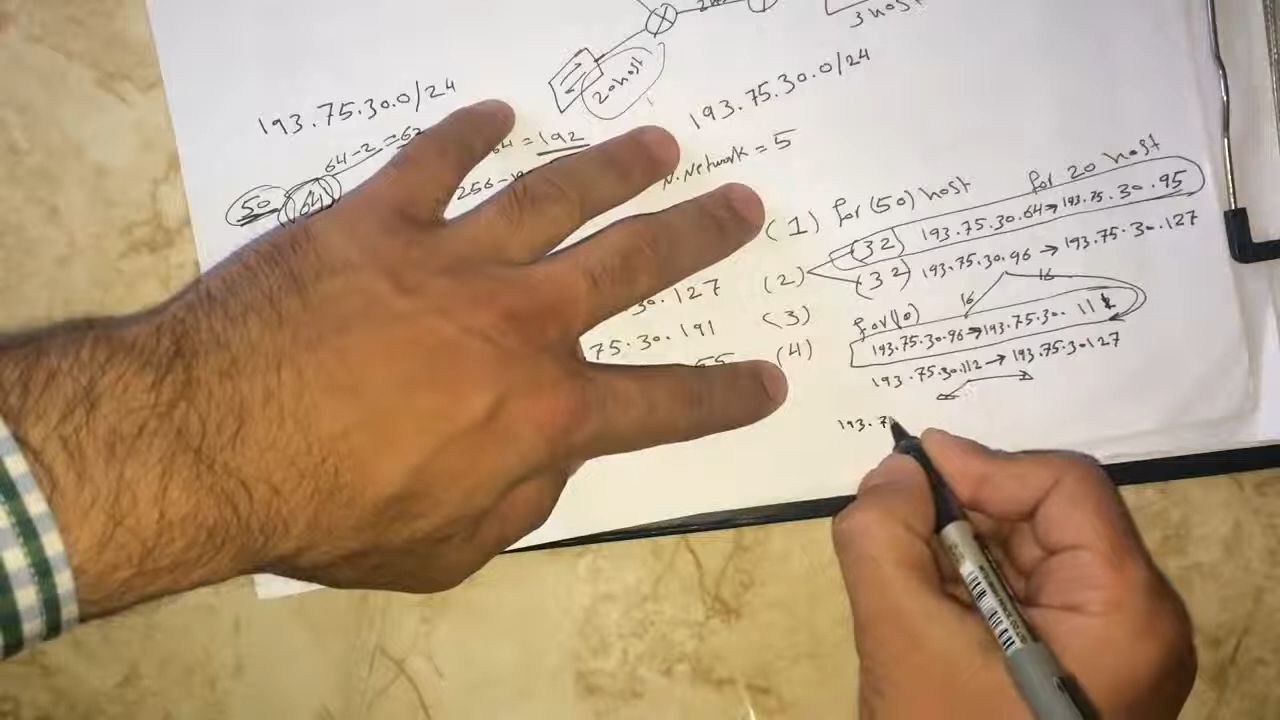 3 host
20 host
193.75.30.0/24
193.75.30.0/24
64-2=62
64 = 192
256-
50 64
N.Network = 5
(1) for (50) host
for 20 host
(2)
(32) 193.75.30.64→193.75.30.95
(32) 193.75.30.96 → 193.75.30.127
16 16
30.127
75.30.191 (3)
(4)
for(10)
193.75.30.96→193.75.30.111
193.75.30.112 → 193.75.30127
193.7